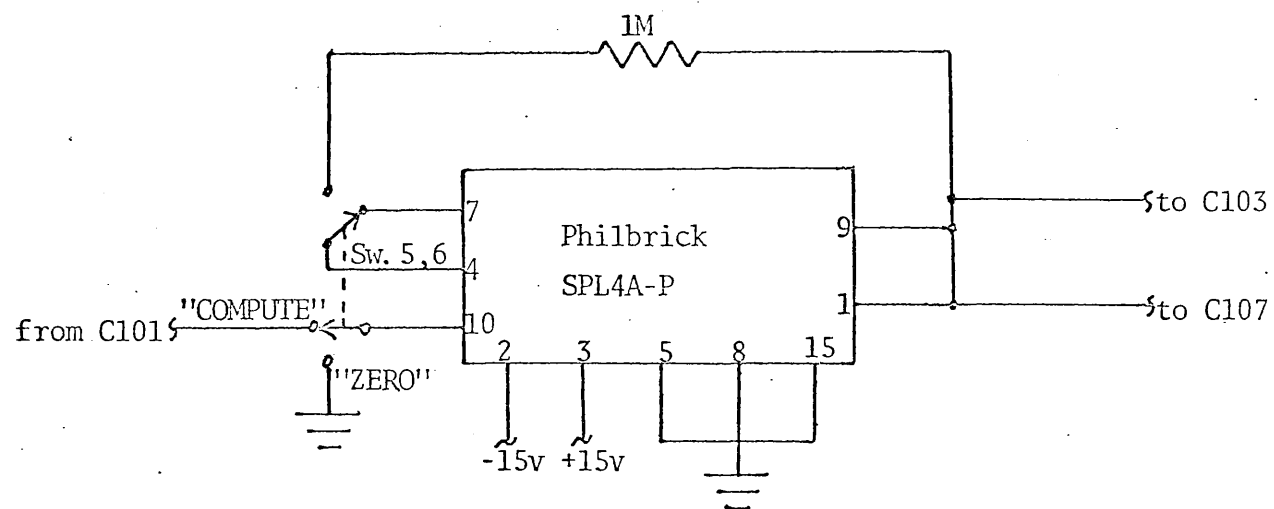 1M
7
9
to C103
Philbrick
Sw. 5,6
4
SPL4A-P
"COMPUTE"
1
to C107
from C101
10
2
3
5
8
15
"ZERO"
-15v
+15v